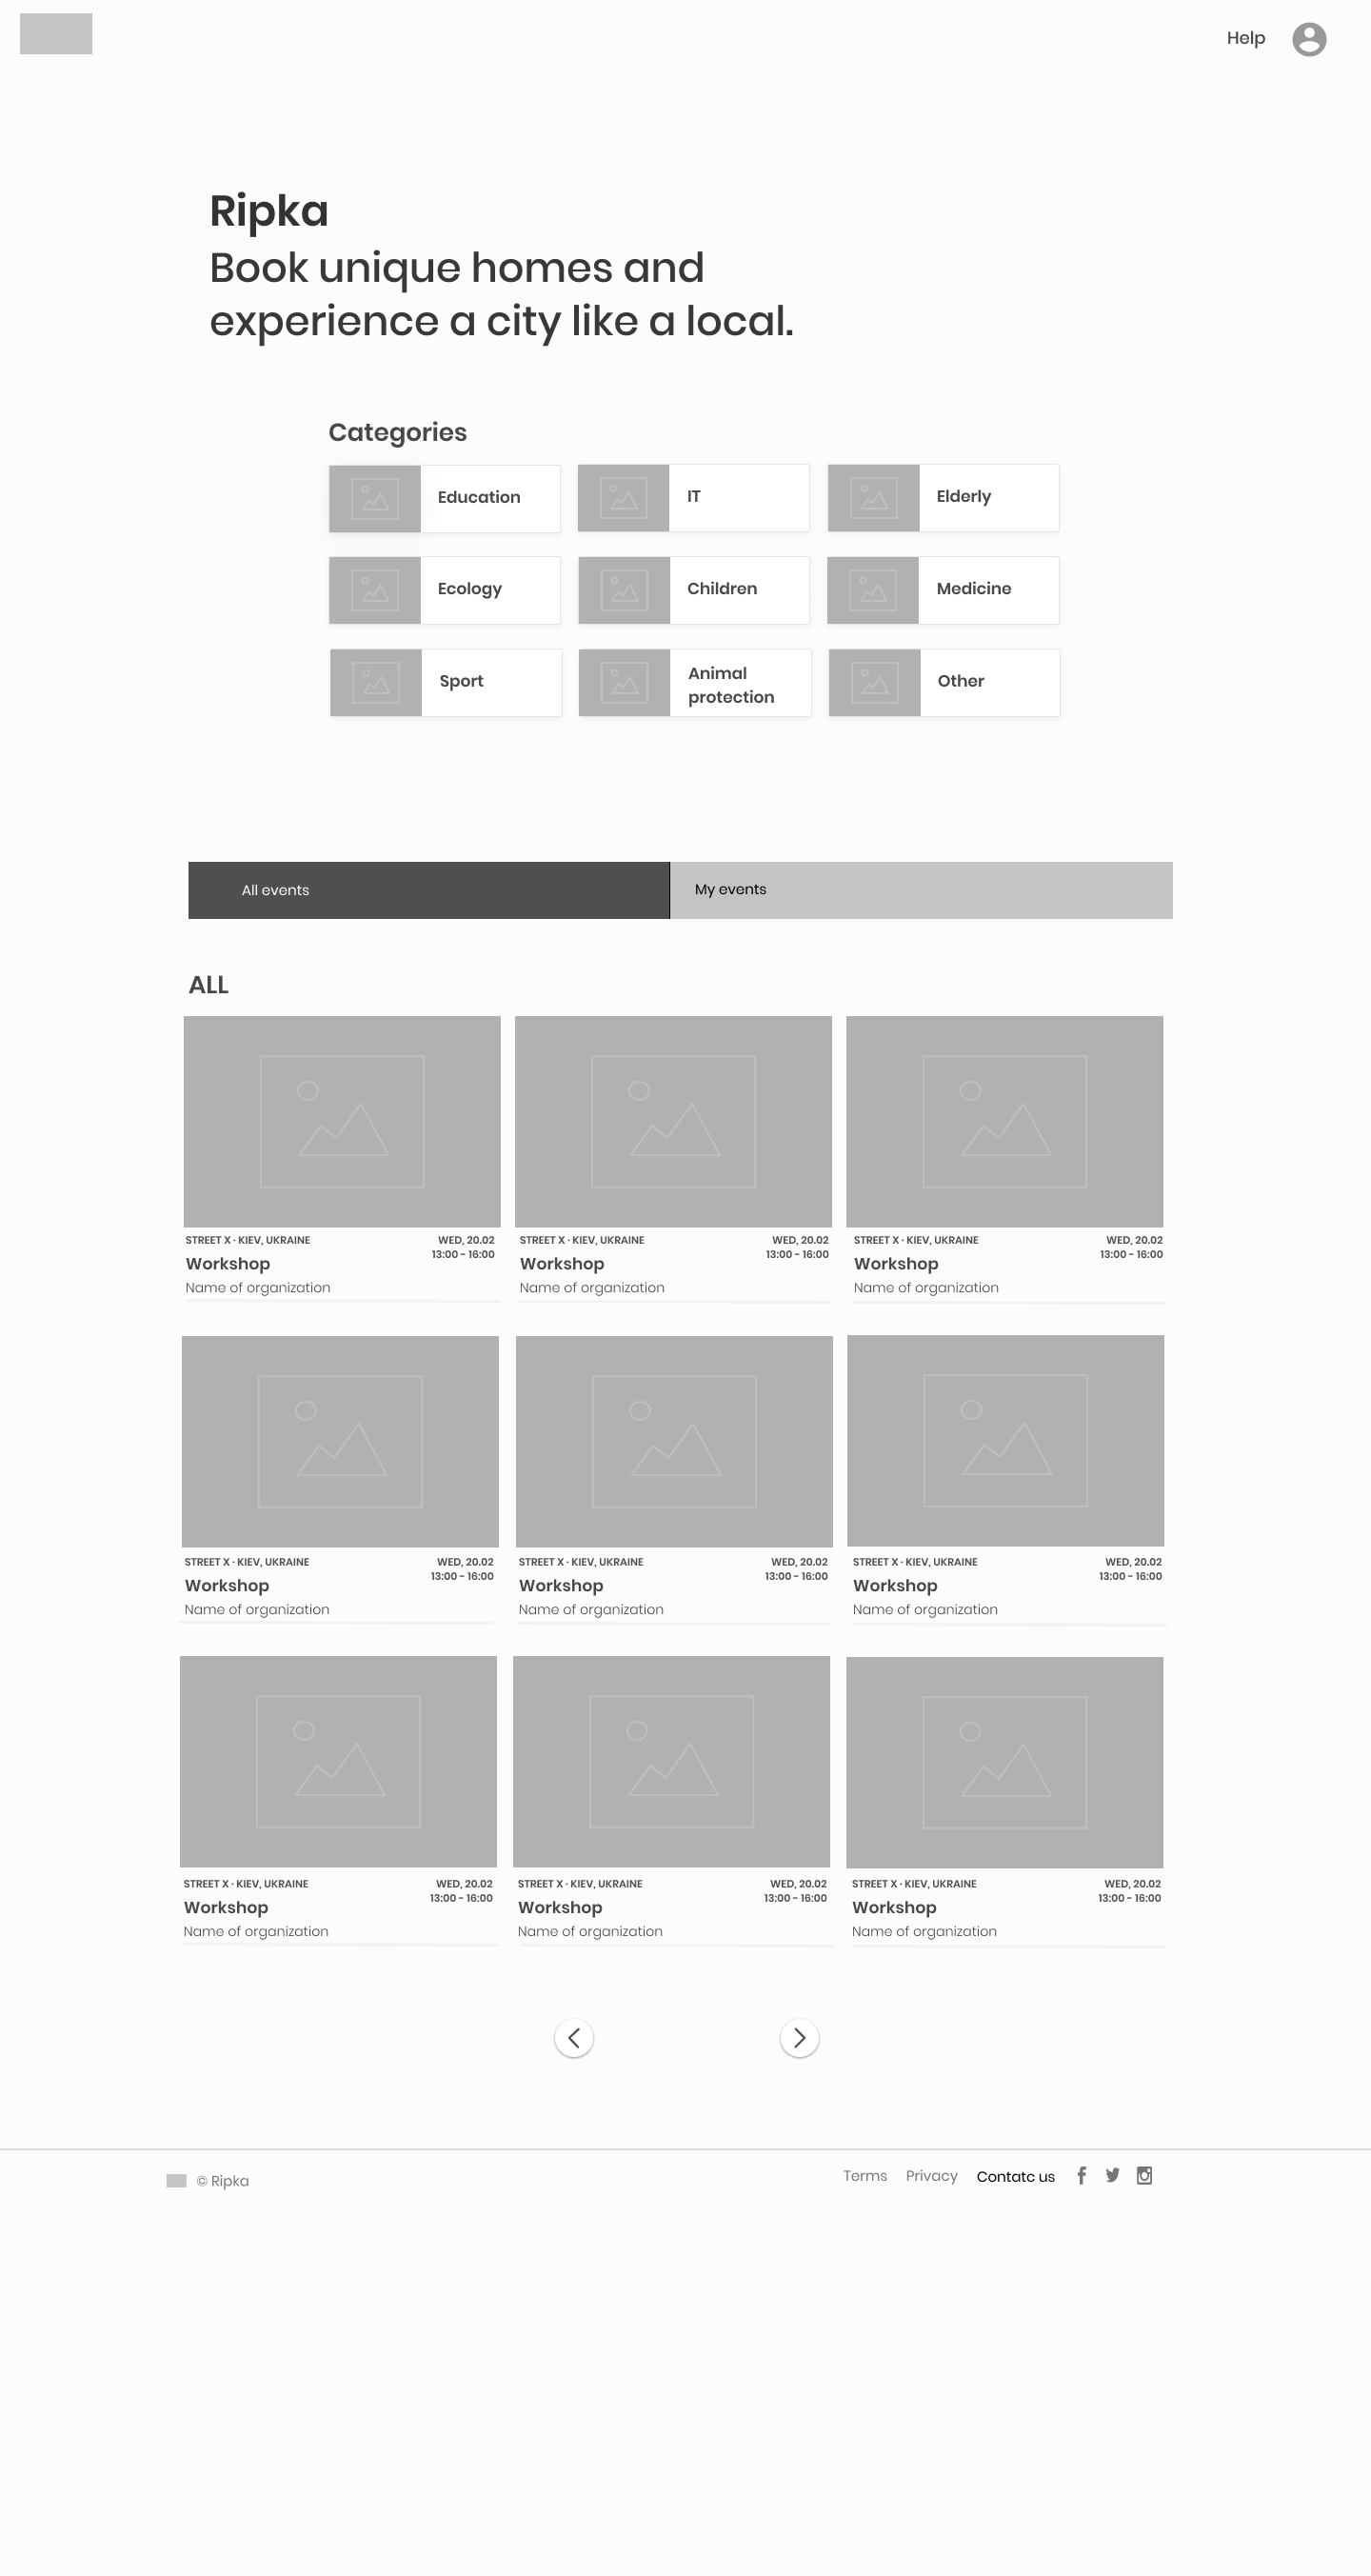 Help
Ripka
Book unique homes and
experience a city like a local.
Categories
Education
IT
Elderly
Ecology
Children
Medicine
Sport
Animal
protection
Other
All events
My events
ALL
STREET X · KIEV, UKRAINE
WED, 20.02
13:00 - 16:00
Workshop
Name of organization
STREET X · KIEV, UKRAINE
WED, 20.02
13:00 - 16:00
Workshop
Name of organization
STREET X · KIEV, UKRAINE
WED, 20.02
13:00 - 16:00
Workshop
Name of organization
STREET X · KIEV, UKRAINE
WED, 20.02
13:00 - 16:00
Workshop
Name of organization
STREET X · KIEV, UKRAINE
WED, 20.02
13:00 - 16:00
Workshop
Name of organization
STREET X · KIEV, UKRAINE
WED, 20.02
13:00 - 16:00
Workshop
Name of organization
STREET X · KIEV, UKRAINE
WED, 20.02
13:00 - 16:00
Workshop
Name of organization
STREET X · KIEV, UKRAINE
WED, 20.02
13:00 - 16:00
Workshop
Name of organization
STREET X · KIEV, UKRAINE
WED, 20.02
13:00 - 16:00
Workshop
Name of organization
© Ripka
Terms
Privacy
Contatc us